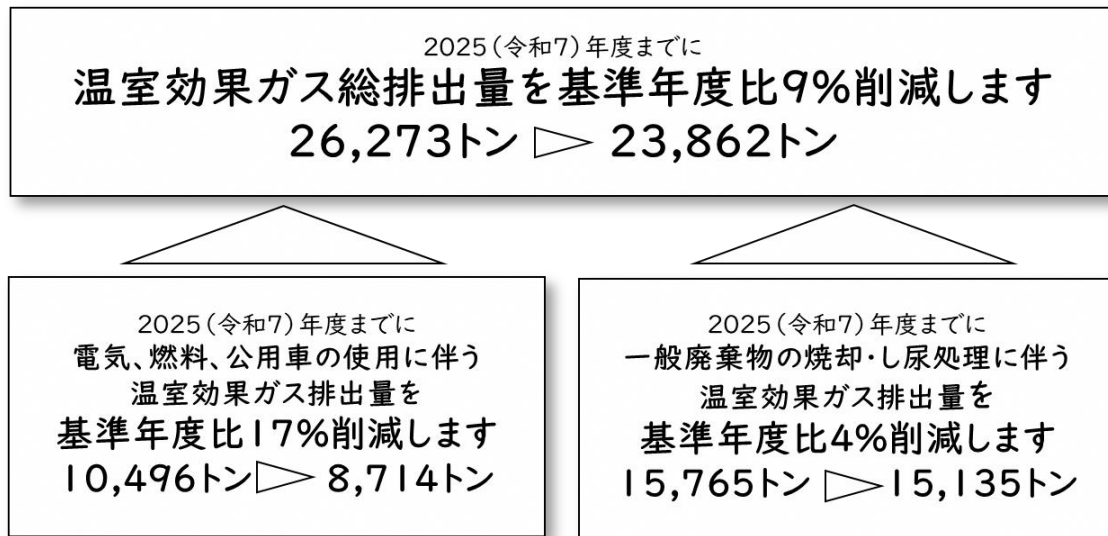 2025(令和7)年度までに
温室効果ガス総排出量を基準年度比9%削減します
26,273トン ▷ 23,862トン
2025(令和7)年度までに
電気、燃料、公用車の使用に伴う
温室効果ガス排出量を
基準年度比17%削減します
10,496トン ▷ 8,714トン
2025(令和7)年度までに
一般廃棄物の焼却・し尿処理に伴う
温室効果ガス排出量を
基準年度比4%削減します
15,765トン ▷ 15,135トン